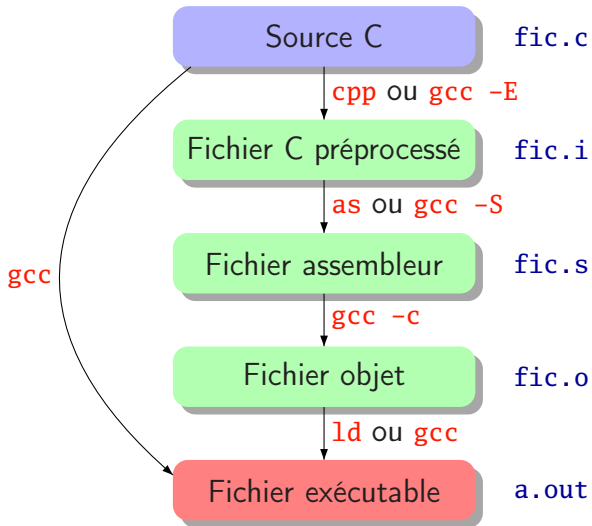 Source C fic.c
cpp ou gcc -E
Fichier C préprocessé fic.i
as ou gcc -S
Fichier assembleur fic.s
gcc
gcc -c
Fichier objet fic.o
ld ou gcc
Fichier exécutable a.out